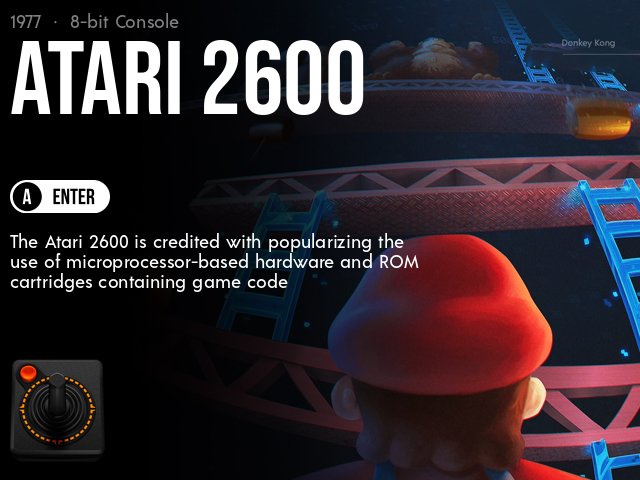 1977 · 8-bit Console
Donkey Kong
ATARI 2600
A ENTER
The Atari 2600 is credited with popularizing the
use of microprocessor-based hardware and ROM
cartridges containing game code